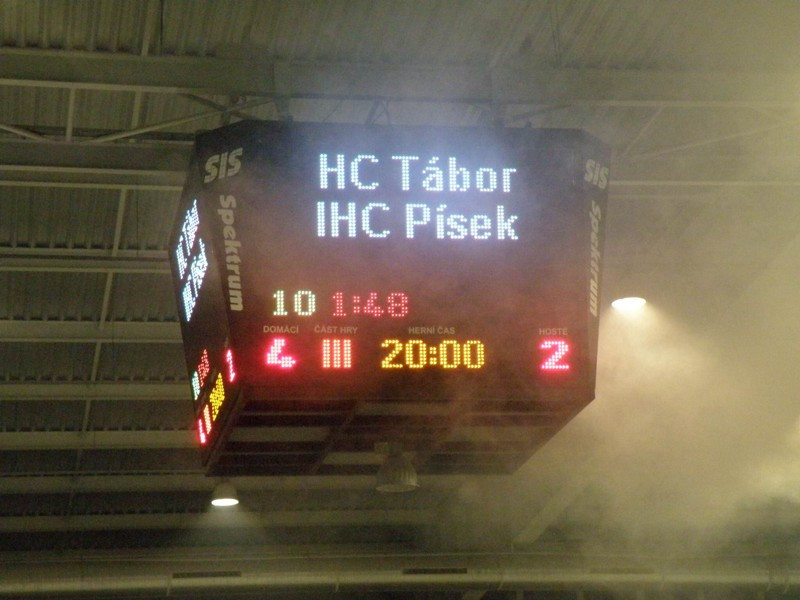 SIS
SIS
HC Tábor
IHC Písek
Spektrum
Spektrum
10 1:48
DOMÁCÍ ČÁST HRY HERNÍ ČAS HOSTÉ
4 III 20:00 2